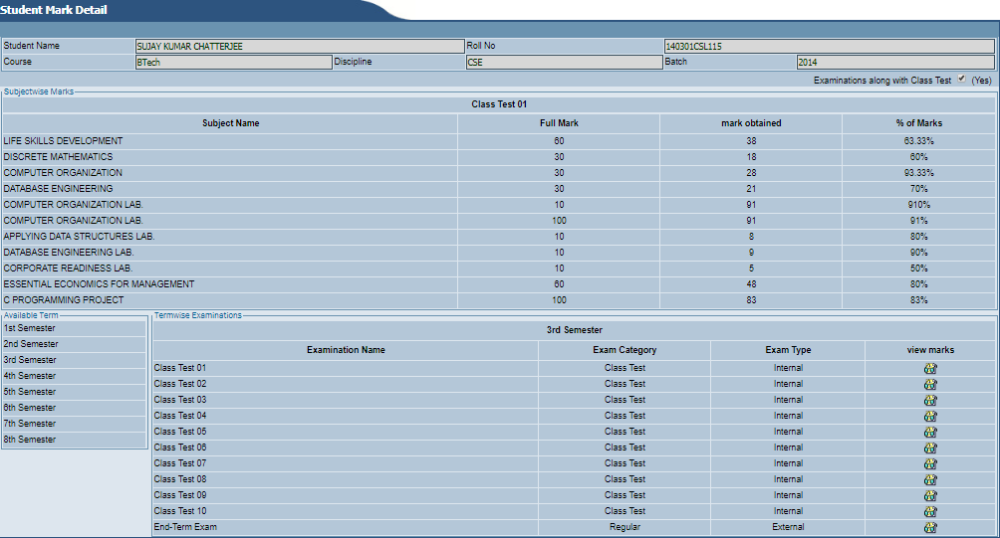 Student Mark Detail
Student Name SUJAY KUMAR CHATTERJEE Roll No 140301CSL115
Course BTech Discipline CSE Batch 2014
Examinations along with Class Test (Yes)
Subjectwise Marks
Class Test 01
Subject Name Full Mark mark obtained % of Marks
LIFE SKILLS DEVELOPMENT 60 38 63.33%
DISCRETE MATHEMATICS 30 18 60%
COMPUTER ORGANIZATION 30 28 93.33%
DATABASE ENGINEERING 30 21 70%
COMPUTER ORGANIZATION LAB. 10 91 910%
COMPUTER ORGANIZATION LAB. 100 91 91%
APPLYING DATA STRUCTURES LAB. 10 8 80%
DATABASE ENGINEERING LAB. 10 9 90%
CORPORATE READINESS LAB. 10 5 50%
ESSENTIAL ECONOMICS FOR MANAGEMENT 60 48 80%
C PROGRAMMING PROJECT 100 83 83%
Available Term
1st Semester
2nd Semester
3rd Semester
4th Semester
5th Semester
6th Semester
7th Semester
8th Semester
Termwise Examinations
3rd Semester
Examination Name Exam Category Exam Type view marks
Class Test 01 Class Test Internal
Class Test 02 Class Test Internal
Class Test 03 Class Test Internal
Class Test 04 Class Test Internal
Class Test 05 Class Test Internal
Class Test 06 Class Test Internal
Class Test 07 Class Test Internal
Class Test 08 Class Test Internal
Class Test 09 Class Test Internal
Class Test 10 Class Test Internal
End-Term Exam Regular External